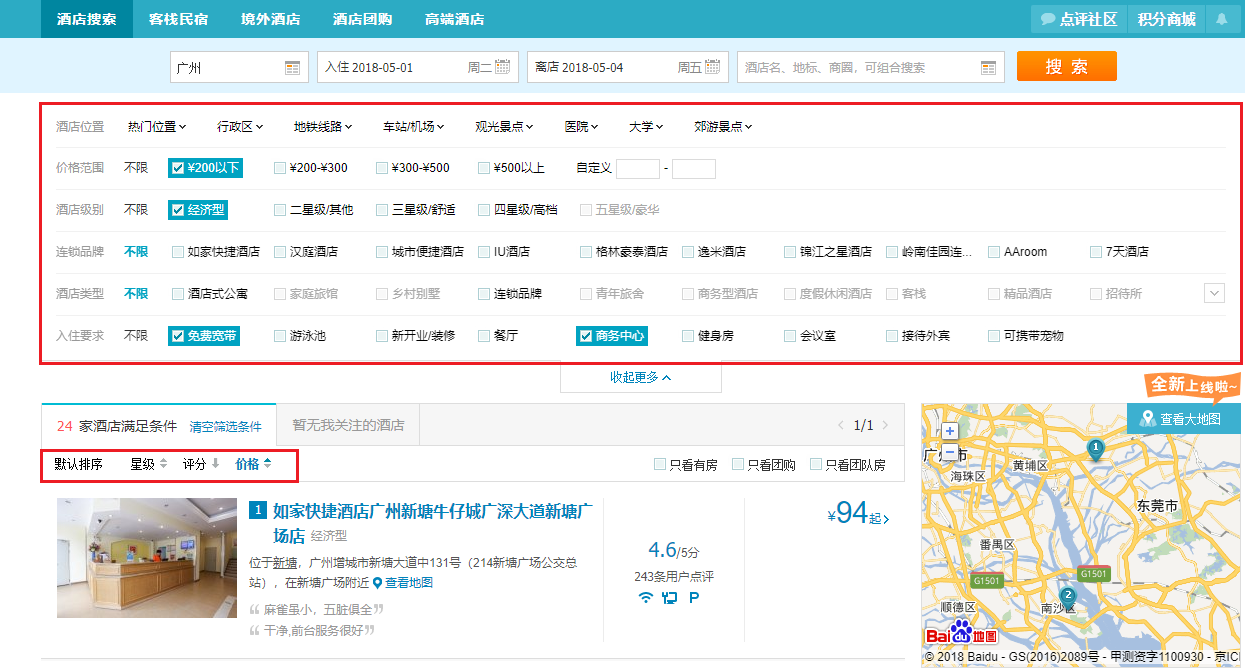 酒店搜索 客栈民宿 境外酒店 酒店团购 高端酒店 点评社区 积分商城
广州 入住 2018-05-01 周二 离店 2018-05-04 周五 酒店名、地标、商圈，可组合搜索 搜 索
酒店位置 热门位置 行政区 地铁线路 车站/机场 观光景点 医院 大学 郊游景点
价格范围 不限 ¥200以下 ¥200-¥300 ¥300-¥500 ¥500以上 自定义 -
酒店级别 不限 经济型 二星级/其他 三星级/舒适 四星级/高档 五星级/豪华
连锁品牌 不限 如家快捷酒店 汉庭酒店 城市便捷酒店 IU酒店 格林豪泰酒店 逸米酒店 锦江之星酒店 岭南佳园连... AAroom 7天酒店
酒店类型 不限 酒店式公寓 家庭旅馆 乡村别墅 连锁品牌 青年旅舍 商务型酒店 度假休闲酒店 客栈 精品酒店 招待所
入住要求 不限 免费宽带 游泳池 新开业/装修 餐厅 商务中心 健身房 会议室 接待外宾 可携带宠物
收起更多
全新上线啦~
24 家酒店满足条件 清空筛选条件 暂无我关注的酒店 1/1
查看大地图
默认排序 星级 评分 价格 只看有房 只看团购 只看团队房
1 如家快捷酒店广州新塘牛仔城广深大道新塘广
场店 经济型
位于新塘，广州增城市新塘大道中131号（214新塘广场公交总
站），在新塘广场附近 查看地图
“ 麻雀虽小，五脏俱全”
“ 干净,前台服务很好”
4.6/5分
243条用户点评
P
¥94起
+
−
1
广州市
黄埔区
海珠区
东莞市
番禺区
G1501
G1501
2
顺德区
南沙区
Bai du 地图
© 2018 Baidu - GS(2016)2089号 - 甲测资字1100930 - 京IC